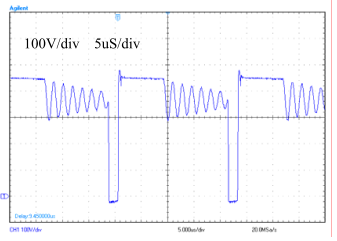 Agilent
100V/div 5uS/div
Delay:9.450000us
CH1 100V/div 5.000us/div 20.0MSa/s